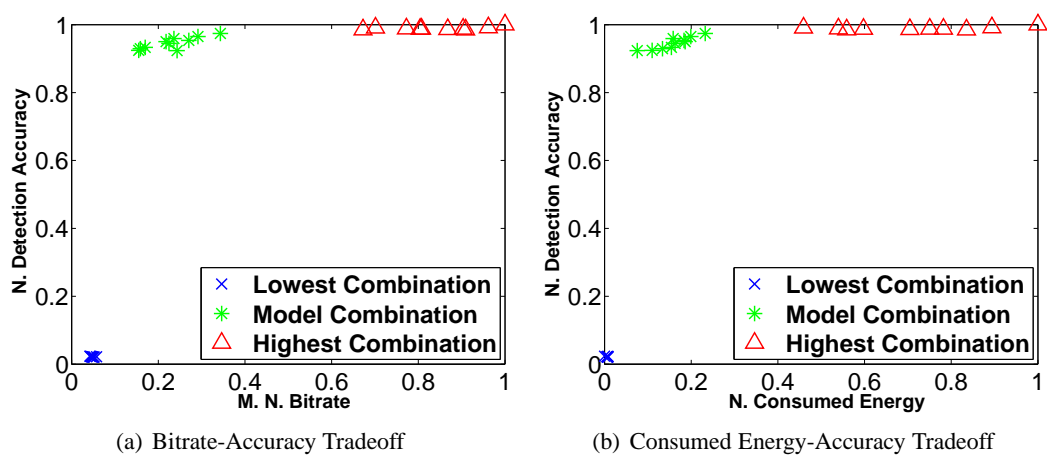 N. Detection Accuracy
1
0.8
0.6
0.4
0.2
0
0 0.2 0.4 0.6 0.8 1
M. N. Bitrate
Lowest Combination
Model Combination
Highest Combination
(a) Bitrate-Accuracy Tradeoff
N. Detection Accuracy
1
0.8
0.6
0.4
0.2
0
0 0.2 0.4 0.6 0.8 1
N. Consumed Energy
Lowest Combination
Model Combination
Highest Combination
(b) Consumed Energy-Accuracy Tradeoff